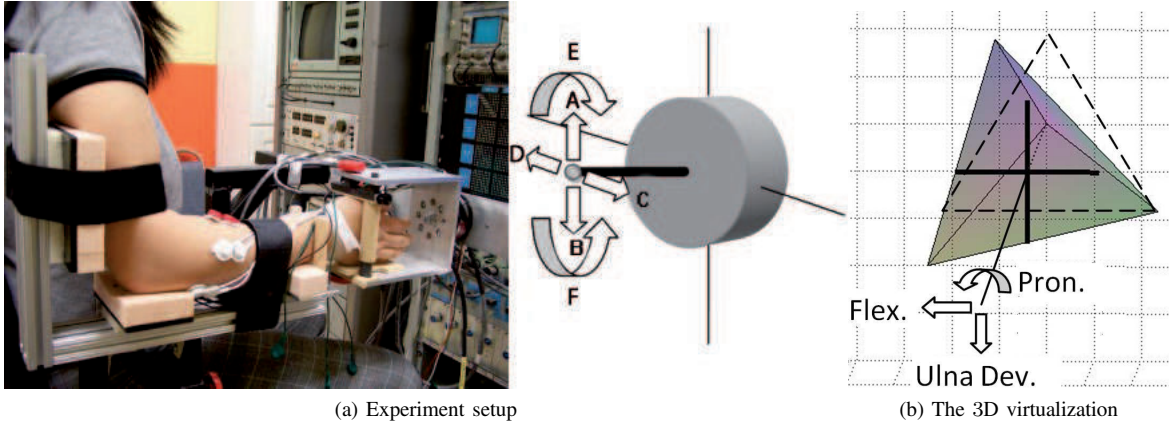 E
A
D
C
B
F
Pron.
Flex.
Ulna Dev.
(a) Experiment setup
(b) The 3D virtualization